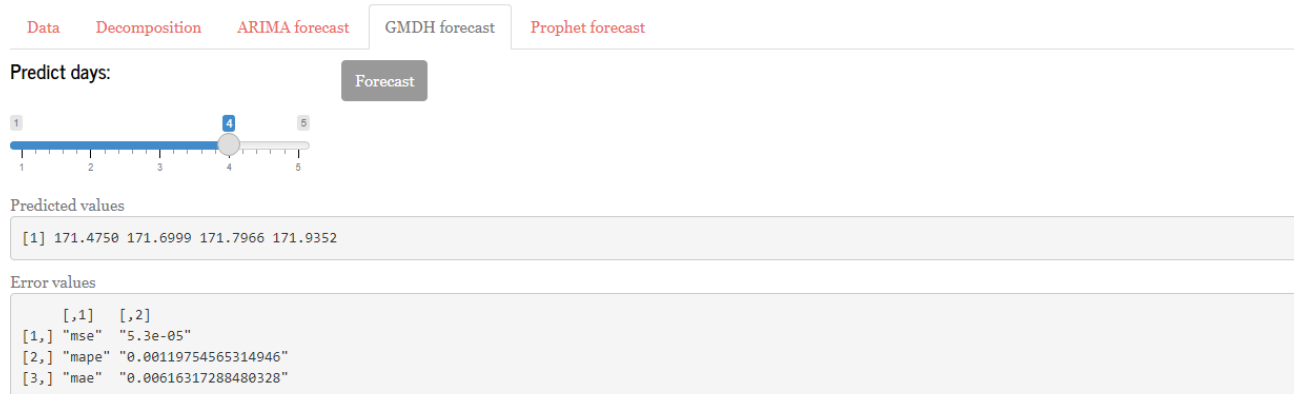 Data Decomposition ARIMA forecast GMDH forecast Prophet forecast
Predict days:
Forecast
1 4 5
1 2 3 4 5
Predicted values
[1] 171.4750 171.6999 171.7966 171.9352
Error values
[,1] [,2]
[1,] "mse" "5.3e-05"
[2,] "mape" "0.00119754565314946"
[3,] "mae" "0.00616317288480328"